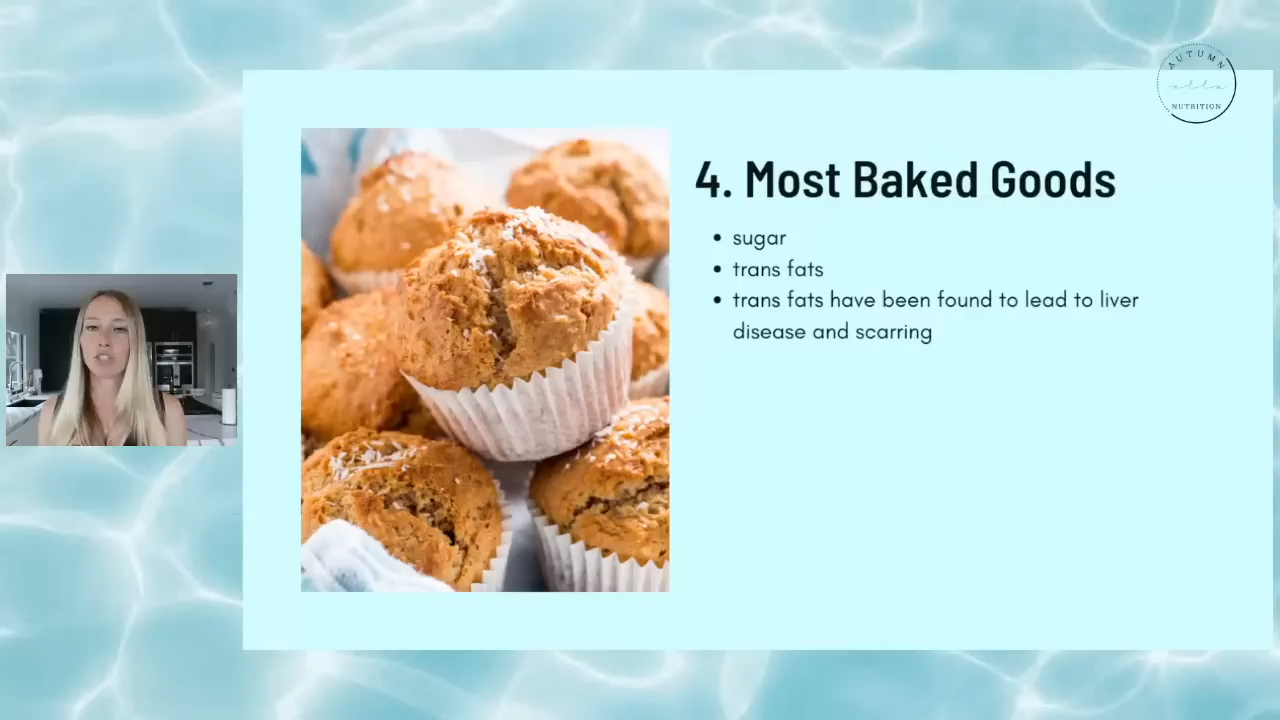 AUTUMN
elle
NUTRITION
4. Most Baked Goods
• sugar
• trans fats
• trans fats have been found to lead to liver
disease and scarring